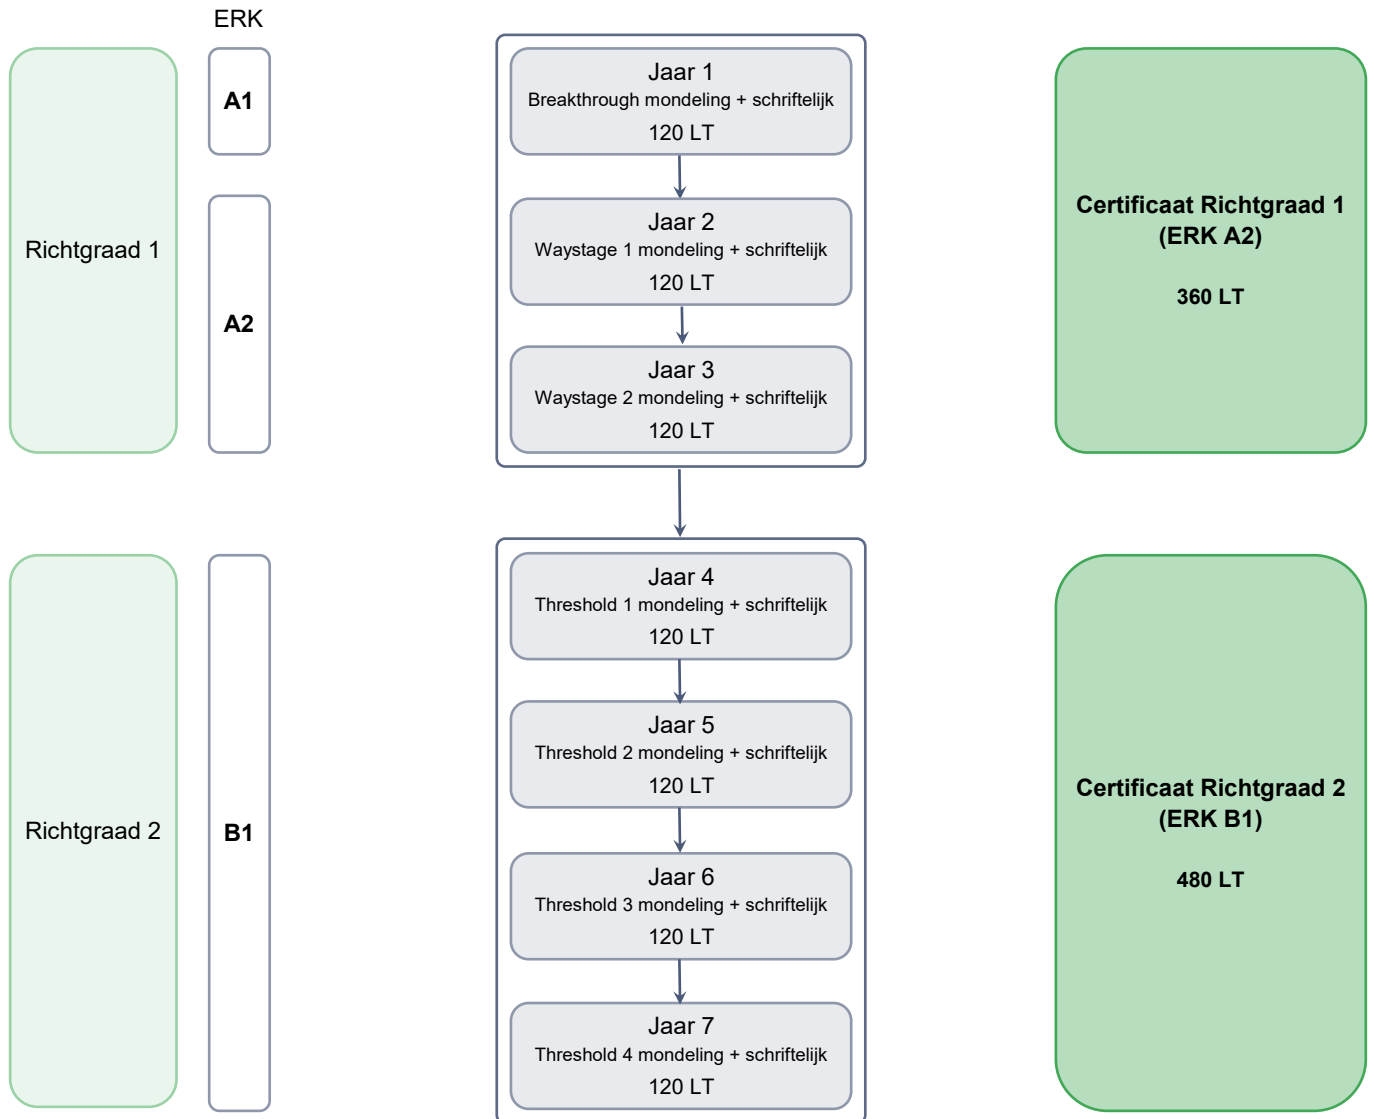 ERK
Richtgraad 1
A1
A2
Jaar 1
Breakthrough mondeling + schriftelijk
120 LT
Jaar 2
Waystage 1 mondeling + schriftelijk
120 LT
Jaar 3
Waystage 2 mondeling + schriftelijk
120 LT
Certificaat Richtgraad 1
(ERK A2)
360 LT
Richtgraad 2
B1
Jaar 4
Threshold 1 mondeling + schriftelijk
120 LT
Jaar 5
Threshold 2 mondeling + schriftelijk
120 LT
Jaar 6
Threshold 3 mondeling + schriftelijk
120 LT
Jaar 7
Threshold 4 mondeling + schriftelijk
120 LT
Certificaat Richtgraad 2
(ERK B1)
480 LT